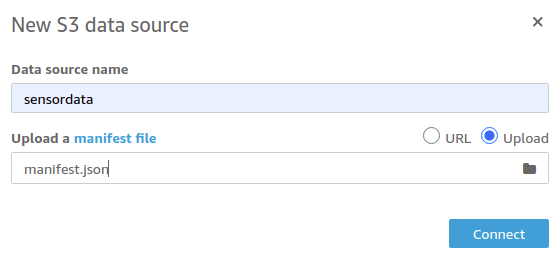 New S3 data source
Data source name
sensordata
Upload a manifest file
URL Upload
manifest.json
Connect